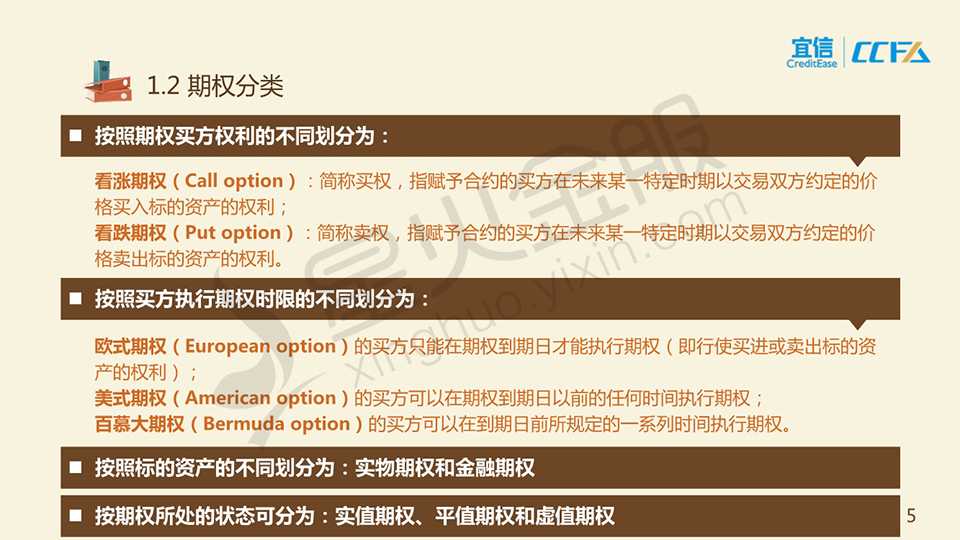 宜信
CreditEase
CCFA
1.2 期权分类
■ 按照期权买方权利的不同划分为：
看涨期权（Call option）：简称买权，指赋予合约的买方在未来某一特定时期以交易双方约定的价
格买入标的资产的权利；
看跌期权（Put option）：简称卖权，指赋予合约的买方在未来某一特定时期以交易双方约定的价
格卖出标的资产的权利。
■ 按照买方执行期权时限的不同划分为：
欧式期权（European option）的买方只能在期权到期日才能执行期权（即行使买进或卖出标的资
产的权利）；
美式期权（American option）的买方可以在期权到期日以前的任何时间执行期权；
百慕大期权（Bermuda option）的买方可以在到期日前所规定的一系列时间执行期权。
■ 按照标的资产的不同划分为：实物期权和金融期权
■ 按期权所处的状态可分为：实值期权、平值期权和虚值期权
5
星火金服
xinghuo.yixin.com